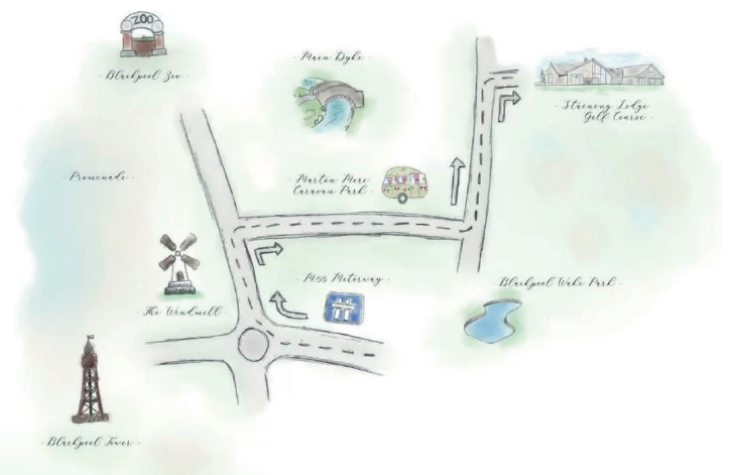 ZOO
- Blackpool Zoo -
- Main Dyke -
- Staining Lodge
Golf Course -
- Promenade -
- Marton Mere
Caravan Park -
- M55 Motorway -
- Blackpool Wake Park -
- The Windmill -
- Blackpool Tower -